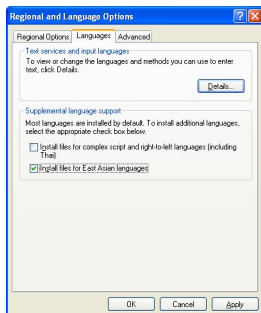 Regional and Language Options
Regional Options Languages Advanced
Text services and input languages
To view or change the languages and methods you can use to enter
text, click Details.
Details...
Supplemental language support
Most languages are installed by default. To install additional languages,
select the appropriate check box below.
Install files for complex script and right-to-left languages (including
Thai)
Install files for East Asian languages
OK Cancel Apply